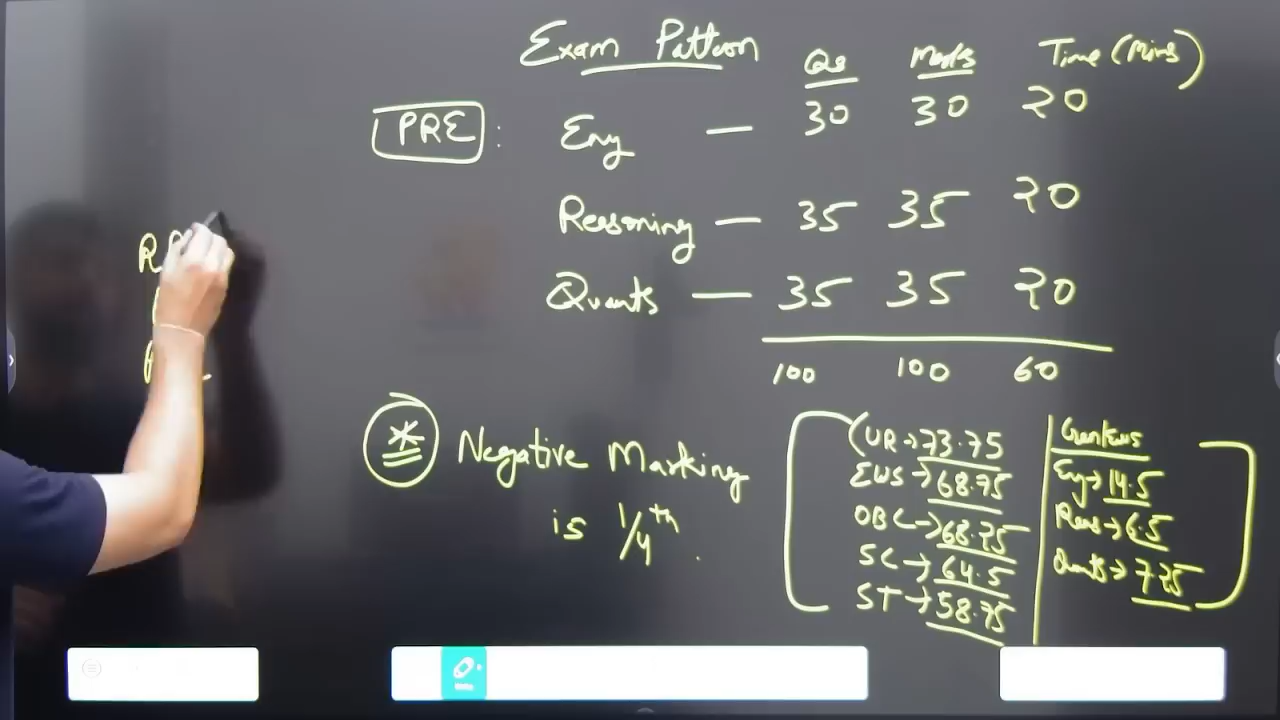 Exam Pattern Qs Marks Time (Mins)
PRE : Eng — 30 30 20
Reasoning — 35 35 20
Quants — 35 35 20
100 100 60
* Negative Marking
is 1/4th.
UR → 73.75
EWS → 68.75
OBC → 68.25
SC → 64.5
ST → 58.75
Eng → 14.5
Reas → 6.5
Quants → 7.25
Write